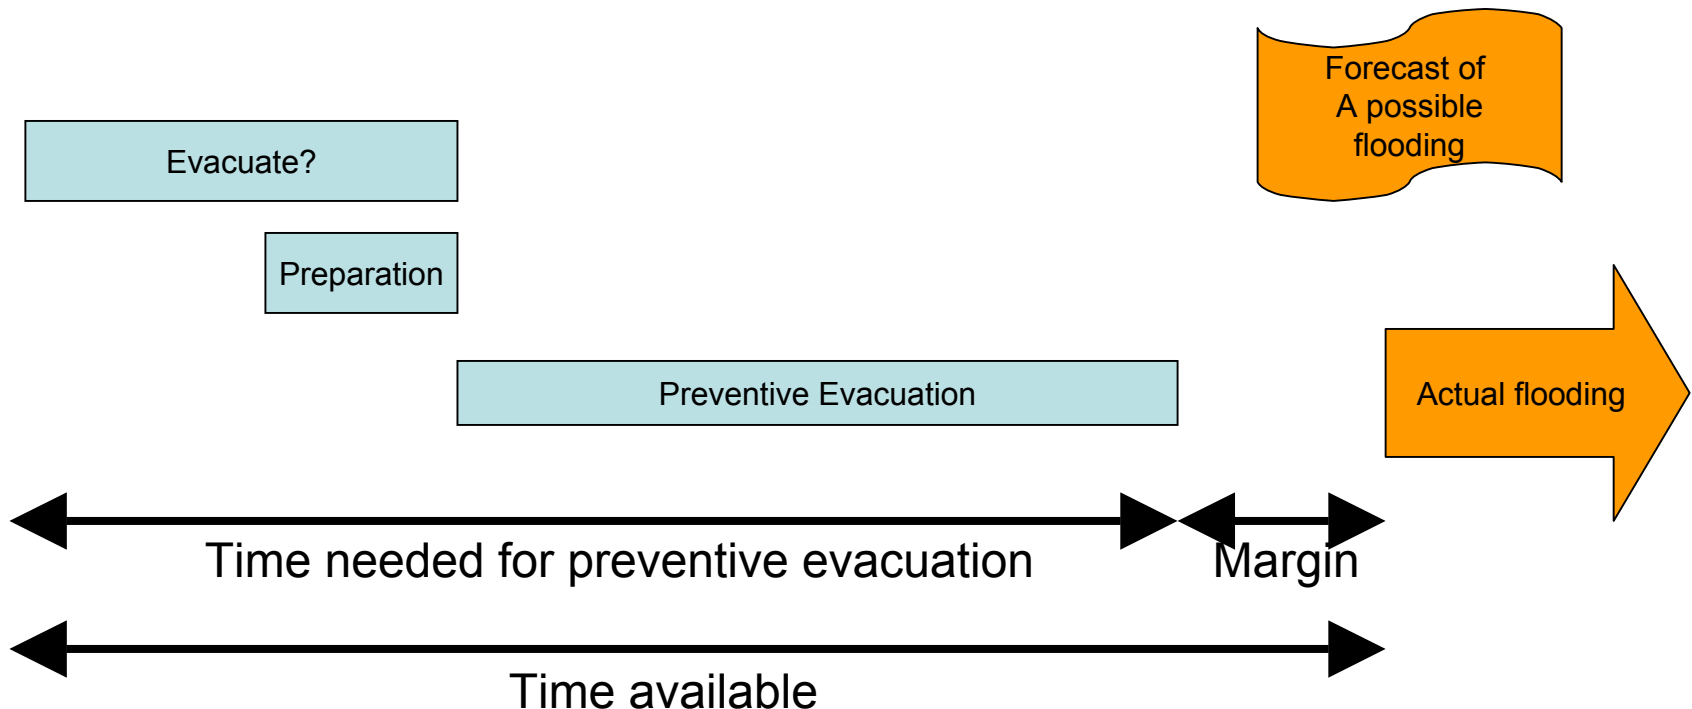 Forecast of
A possible
flooding
Evacuate?
Preparation
Preventive Evacuation
Actual flooding
Time needed for preventive evacuation
Margin
Time available